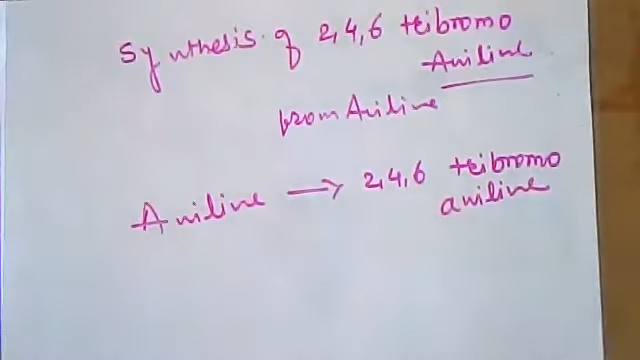 Synthesis of 2,4,6 tribromo
Aniline
from Aniline
Aniline → 2,4,6 tribromo
aniline